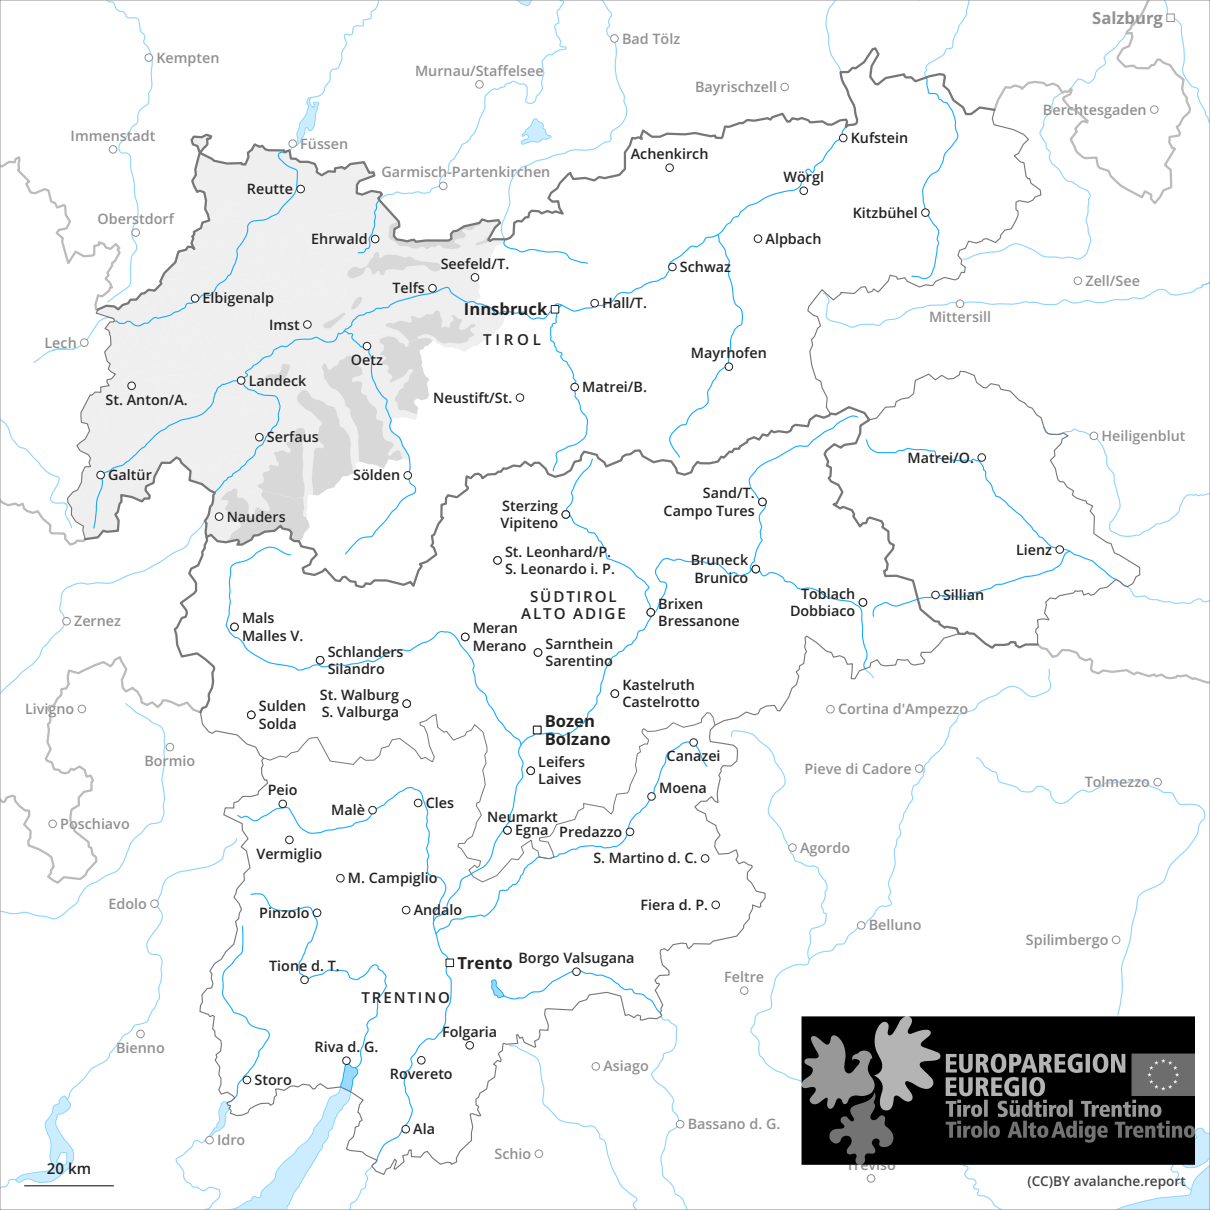 Salzburg
Bad Tölz
Kempten
Murnau/Staffelsee
Bayrischzell
Berchtesgaden
Immenstadt
Füssen
Kufstein
Achenkirch
Garmisch-Partenkirchen
Wörgl
Reutte
Oberstdorf
Kitzbühel
Ehrwald
Alpbach
Seefeld/T.
Schwaz
Zell/See
Telfs
Elbigenalp
Hall/T.
Innsbruck
Mittersill
Imst
TIROL
Lech
Oetz
Mayrhofen
Landeck
Matrei/B.
St. Anton/A.
Neustift/St.
Serfaus
Heiligenblut
Matrei/O.
Galtür
Sölden
Sand/T.
Campo Tures
Sterzing
Vipiteno
Nauders
St. Leonhard/P.
S. Leonardo i. P.
Lienz
Bruneck
Brunico
SÜDTIROL
ALTO ADIGE
Toblach
Dobbiaco
Sillian
Brixen
Bressanone
Zernez
Mals
Malles V.
Meran
Merano
Sarnthein
Sarentino
Schlanders
Silandro
St. Walburg
S. Valburga
Kastelruth
Castelrotto
Livigno
Sulden
Solda
Cortina d'Ampezzo
Bozen
Bolzano
Bormio
Canazei
Leifers
Laives
Pieve di Cadore
Tolmezzo
Peio
Moena
Malè
Cles
Neumarkt
Egna
Poschiavo
Predazzo
Vermiglio
Agordo
S. Martino d. C.
M. Campiglio
Edolo
Pinzolo
Andalo
Fiera d. P.
Belluno
Spilimbergo
Borgo Valsugana
Trento
Tione d. T.
Feltre
TRENTINO
Folgaria
Bienno
Riva d. G.
Asiago
Rovereto
Storo
EUROPAREGION
EUREGIO
Tirol Südtirol Trentino
Tirolo Alto Adige Trentino
Bassano d. G.
Ala
Idro
Schio
Treviso
20 km
(CC)BY avalanche.report